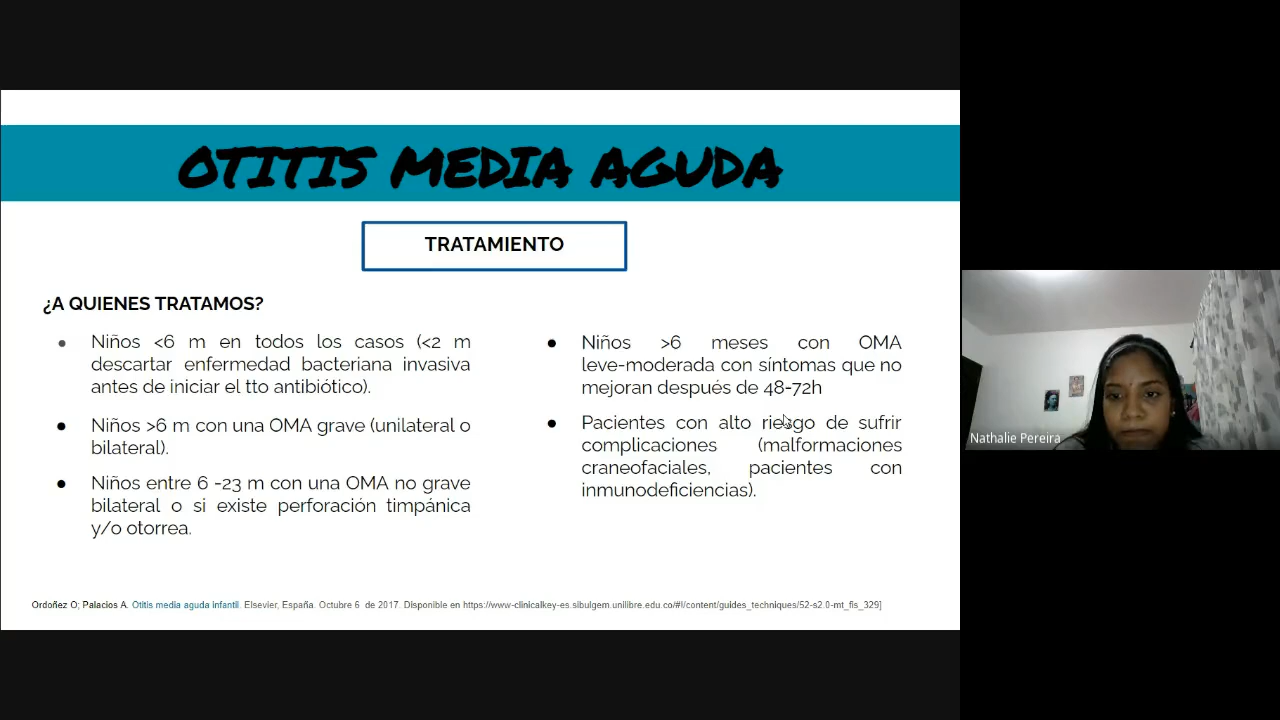 OTITIS MEDIA AGUDA
TRATAMIENTO
¿A QUIENES TRATAMOS?
● Niños <6 m en todos los casos (<2 m
descartar enfermedad bacteriana invasiva
antes de iniciar el tto antibiótico).
● Niños >6 m con una OMA grave (unilateral o
bilateral).
● Niños entre 6 -23 m con una OMA no grave
bilateral o si existe perforación timpánica
y/o otorrea.
● Niños >6 meses con OMA
leve-moderada con síntomas que no
mejoran después de 48-72h
● Pacientes con alto riesgo de sufrir
complicaciones (malformaciones
craneofaciales, pacientes con
inmunodeficiencias).
Ordoñez O; Palacios A. Otitis media aguda infantil. Elsevier, España. Octubre 6 de 2017. Disponible en https://www-clinicalkey-es.sibulgem.unilibre.edu.co/#!/content/guides_techniques/52-s2.0-mt_fis_329]
Nathalie Pereira